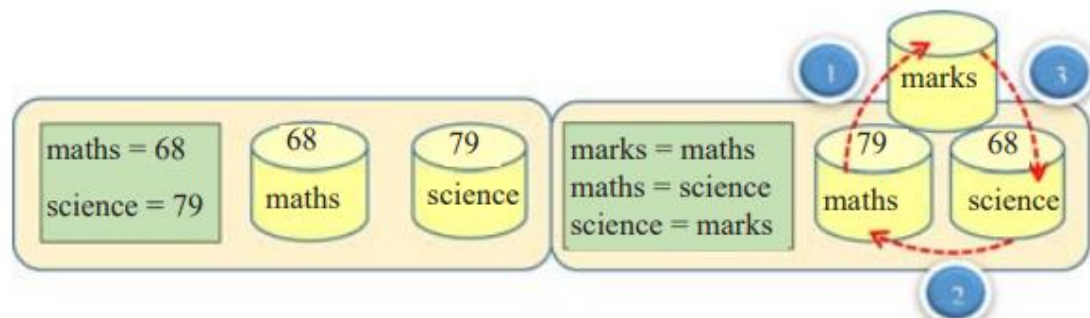 maths = 68
science = 79
68
maths
79
science
marks = maths
maths = science
science = marks
1
marks
3
79
maths
68
science
2